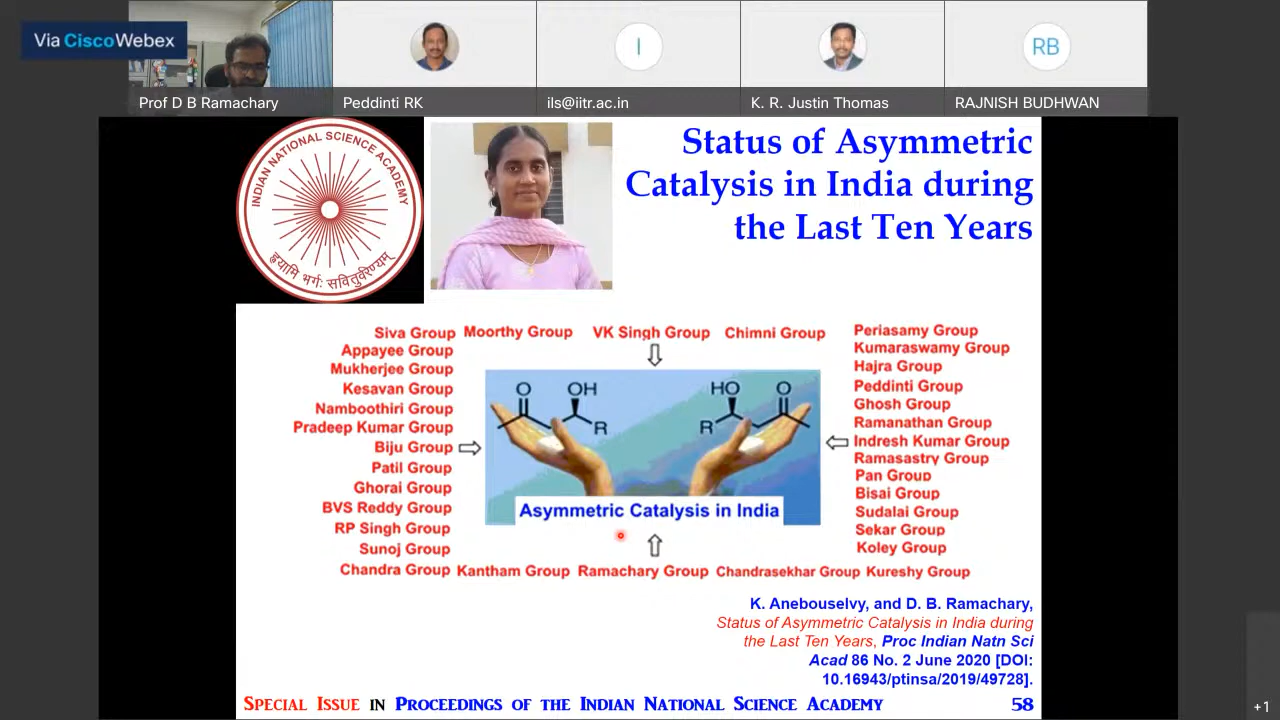 Via CiscoWebex
Prof D B Ramachary
Peddinti RK
I
ils@iitr.ac.in
K. R. Justin Thomas
RB
RAJNISH BUDHWAN
INDIAN NATIONAL SCIENCE ACADEMY
हयामि भर्गः सवितुर्वरेण्यम्
Status of Asymmetric
Catalysis in India during
the Last Ten Years
Siva Group
Moorthy Group
VK Singh Group
Chimni Group
Appayee Group
Mukherjee Group
Kesavan Group
Namboothiri Group
Pradeep Kumar Group
Biju Group
Patil Group
Ghorai Group
BVS Reddy Group
RP Singh Group
Sunoj Group
Chandra Group
Kantham Group
Ramachary Group
Chandrasekhar Group
Kureshy Group
O
OH
R
HO
O
R
Asymmetric Catalysis in India
Periasamy Group
Kumaraswamy Group
Hajra Group
Peddinti Group
Ghosh Group
Ramanathan Group
Indresh Kumar Group
Ramasastry Group
Pan Group
Bisai Group
Sudalai Group
Sekar Group
Koley Group
K. Anebouselvy, and D. B. Ramachary,
Status of Asymmetric Catalysis in India during
the Last Ten Years, Proc Indian Natn Sci
Acad 86 No. 2 June 2020 [DOI:
10.16943/ptinsa/2019/49728].
SPECIAL ISSUE IN PROCEEDINGS OF THE INDIAN NATIONAL SCIENCE ACADEMY
58
+1